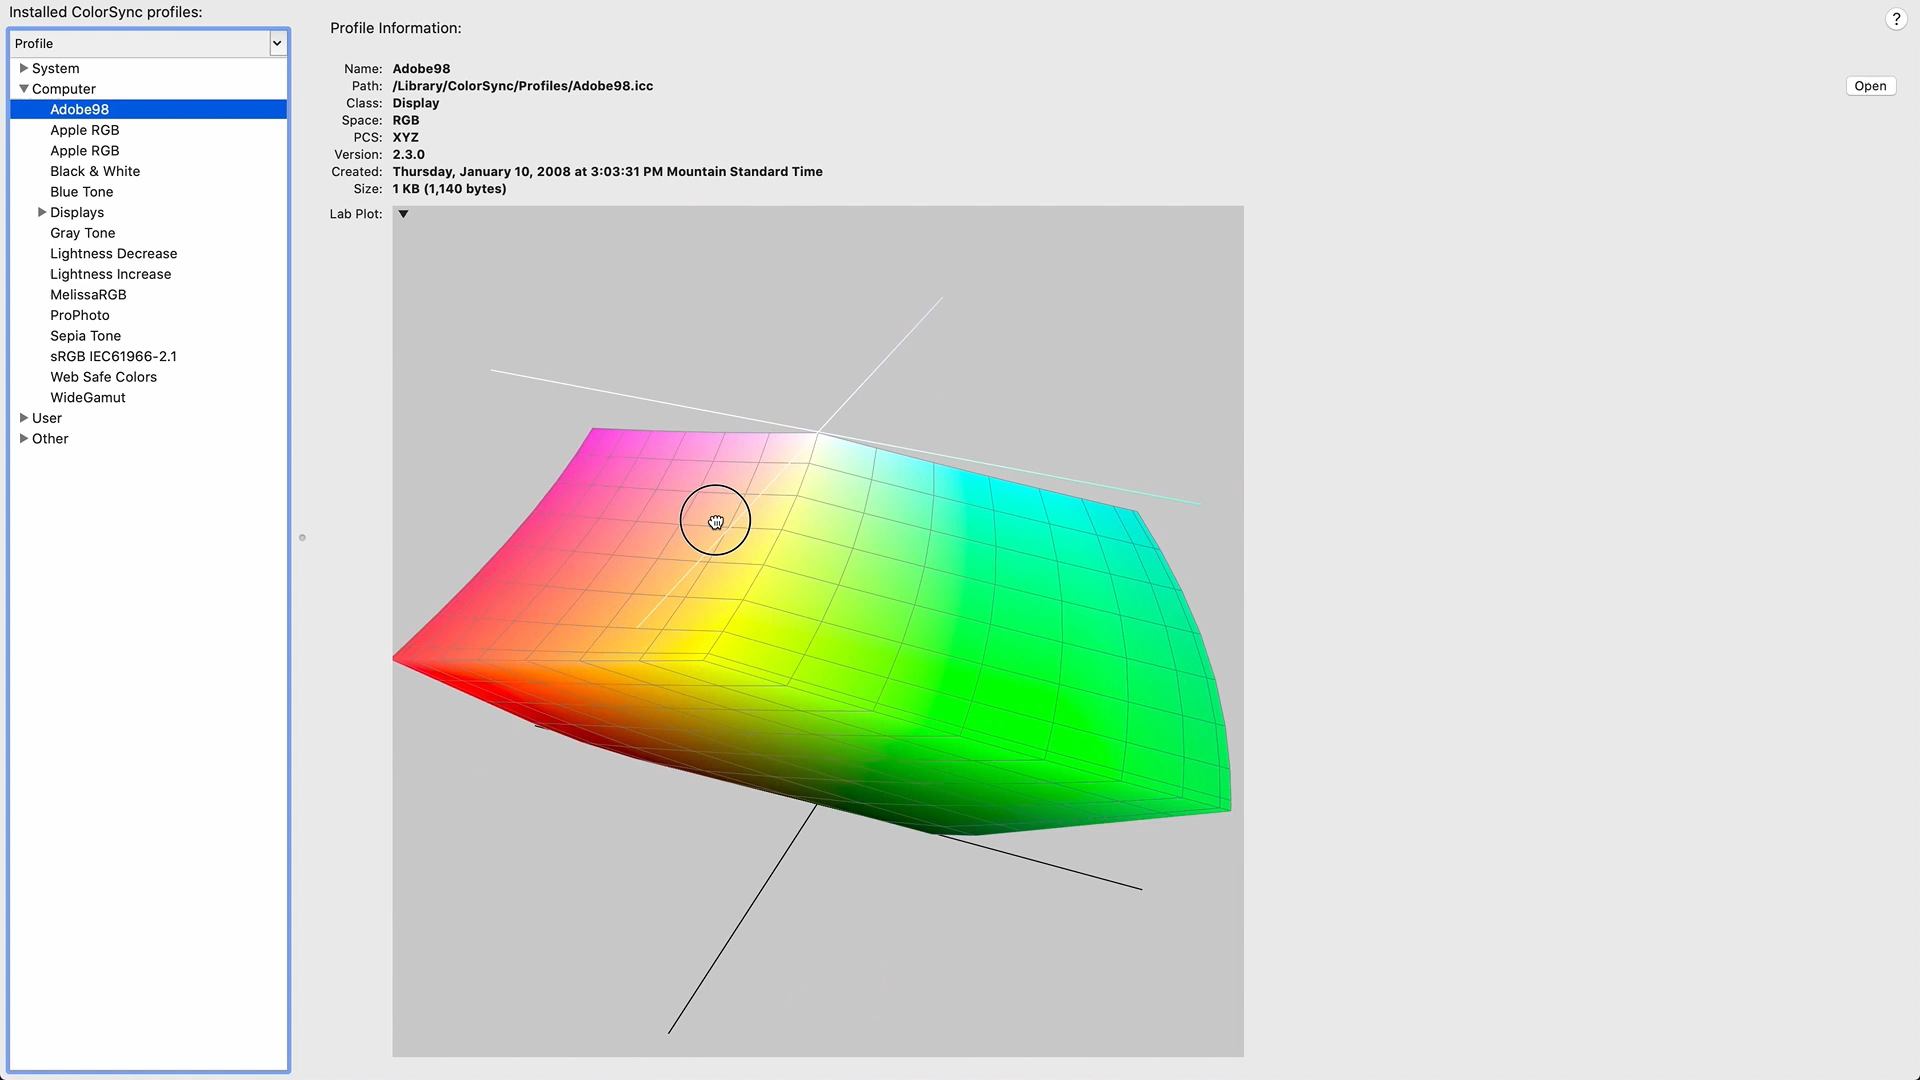 Installed ColorSync profiles:
Profile
System
Computer
Adobe98
Apple RGB
Apple RGB
Black & White
Blue Tone
Displays
Gray Tone
Lightness Decrease
Lightness Increase
MelissaRGB
ProPhoto
Sepia Tone
sRGB IEC61966-2.1
Web Safe Colors
WideGamut
User
Other
Profile Information:
?
Name: Adobe98
Path: /Library/ColorSync/Profiles/Adobe98.icc
Open
Class: Display
Space: RGB
PCS: XYZ
Version: 2.3.0
Created: Thursday, January 10, 2008 at 3:03:31 PM Mountain Standard Time
Size: 1 KB (1,140 bytes)
Lab Plot: